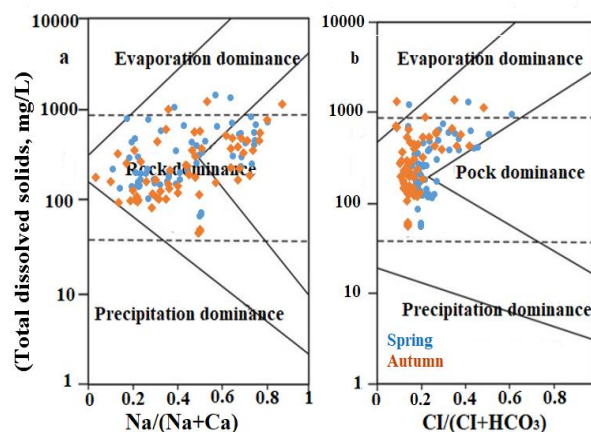 (Total dissolved solids, mg/L)
10000
1000
100
10
1
a
Evaporation dominance
Rock dominance
Precipitation dominance
0 0.2 0.4 0.6 0.8 1
Na/(Na+Ca)
10000
1000
100
10
1
b
Evaporation dominance
Pock dominance
Precipitation dominance
Spring
Autumn
0 0.2 0.4 0.6 0.8
Cl/(Cl+HCO₃)